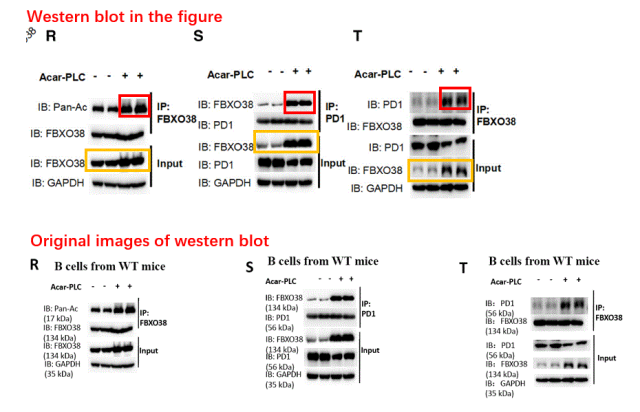 Western blot in the figure
R
Acar-PLC - - + +
IB: Pan-Ac
IB: FBXO38
IP:
FBXO38
IB: FBXO38
IB: GAPDH
Input
S
Acar-PLC - - + +
IB: FBXO38
IB: PD1
IP:
PD1
IB: FBXO38
IB: PD1
IB: GAPDH
Input
T
Acar-PLC - - + +
IB: PD1
IB: FBXO38
IP:
FBXO38
IB: PD1
IB: FBXO38
IB: GAPDH
Input
Original images of western blot
R
B cells from WT mice
Acar-PLC - - + +
IB: Pan-Ac
(17 kDa)
IB: FBXO38
(134 kDa)
IP:
FBXO38
IB: FBXO38
(134 kDa)
IB: GAPDH
(35 kDa)
Input
S
B cells from WT mice
Acar-PLC - - + +
IB: FBXO38
(134 kDa)
IB: PD1
(56 kDa)
IP:
PD1
IB: FBXO38
(134 kDa)
IB: PD1
(56 kDa)
IB: GAPDH
(35 kDa)
Input
T
B cells from WT mice
Acar-PLC - - + +
IB: PD1
(56 kDa)
IB: FBXO38
(134 kDa)
IP:
FBXO38
IB: PD1
(56 kDa)
IB: FBXO38
(134 kDa)
IB: GAPDH
(35 kDa)
Input